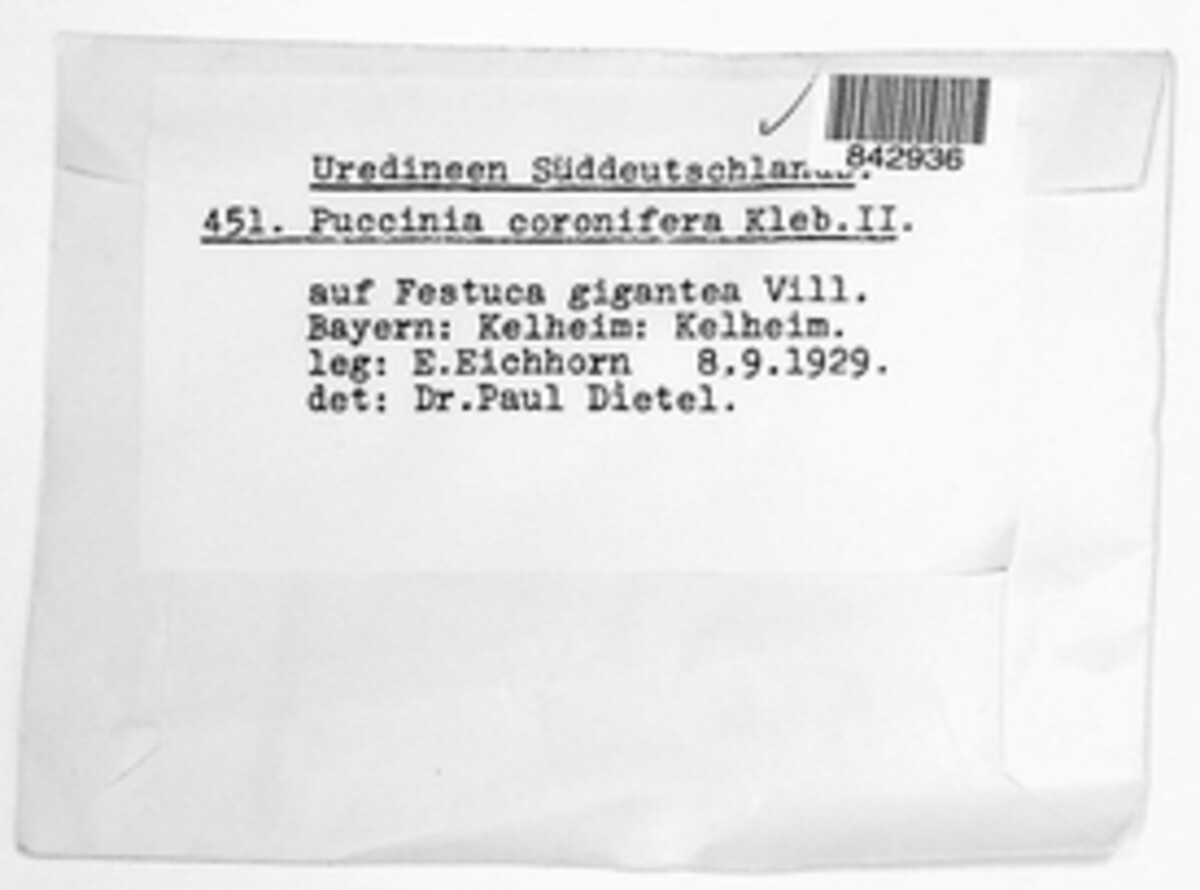 842936
Uredineen Süddeutschlands.
451. Puccinia coronifera Kleb.II.
auf Festuca gigantea Vill.
Bayern: Kelheim: Kelheim.
leg: E.Eichhorn 8.9.1929.
det: Dr.Paul Dietel.